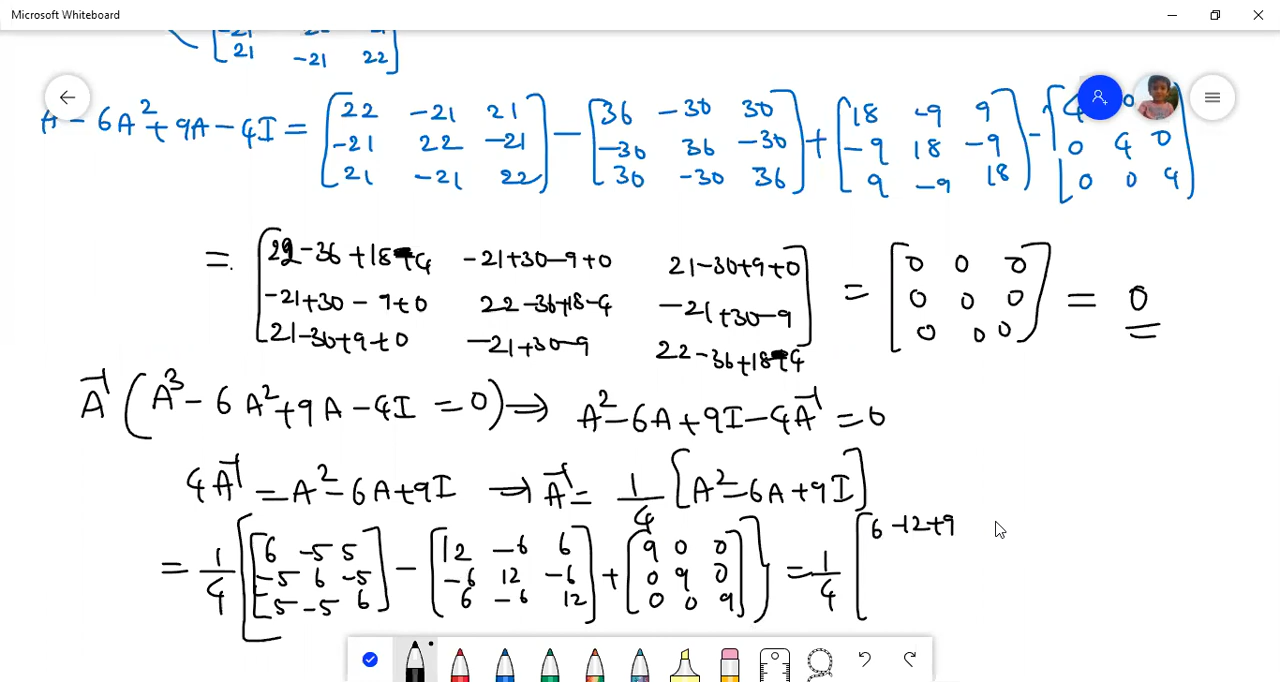 Microsoft Whiteboard
21 -21 22
- 6A² + 9A - 4I = [22 -21 21] - [36 -30 30] + [18 -9 9] - [4 0
[-21 22 -21] [-30 36 -30] [-9 18 -9] [0 4 0]
[21 -21 22] [30 -30 36] [9 -9 18] [0 0 4]
= [22-36+18-4 -21+30-9+0 21-30+9+0] = [0 0 0] = 0
[-21+30-9+0 22-36+18-4 -21+30-9] [0 0 0]
[21-30+9+0 -21+30-9 22-36+18-4] [0 0 0]
A⁻¹ (A³ - 6A² + 9A - 4I = 0) ⇒ A² - 6A + 9I - 4A⁻¹ = 0
4A⁻¹ = A² - 6A + 9I ⇒ A⁻¹ = 1/4 [A² - 6A + 9I]
= 1/4 [[6 -5 5] - [12 -6 6] + [9 0 0]] = 1/4 [6-12+9
[-5 6 -5] [-6 12 -6] [0 9 0]
[5 -5 6] [6 -6 12] [0 0 9]